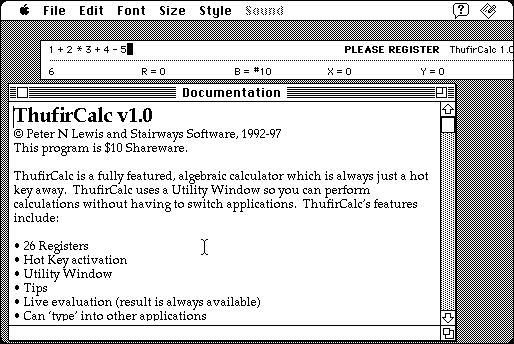 File Edit Font Size Style Sound
1 + 2 * 3 + 4 - 5 PLEASE REGISTER ThufirCalc 1.0
6 R = 0 B = #10 X = 0 Y = 0
Documentation
ThufirCalc v1.0
© Peter N Lewis and Stairways Software, 1992-97
This program is $10 Shareware.
ThufirCalc is a fully featured, algebraic calculator which is always just a hot
key away. ThufirCalc uses a Utility Window so you can perform
calculations without having to switch applications. ThufirCalc's features
include:
• 26 Registers
• Hot Key activation
• Utility Window
• Tips
• Live evaluation (result is always available)
• Can 'type' into other applications